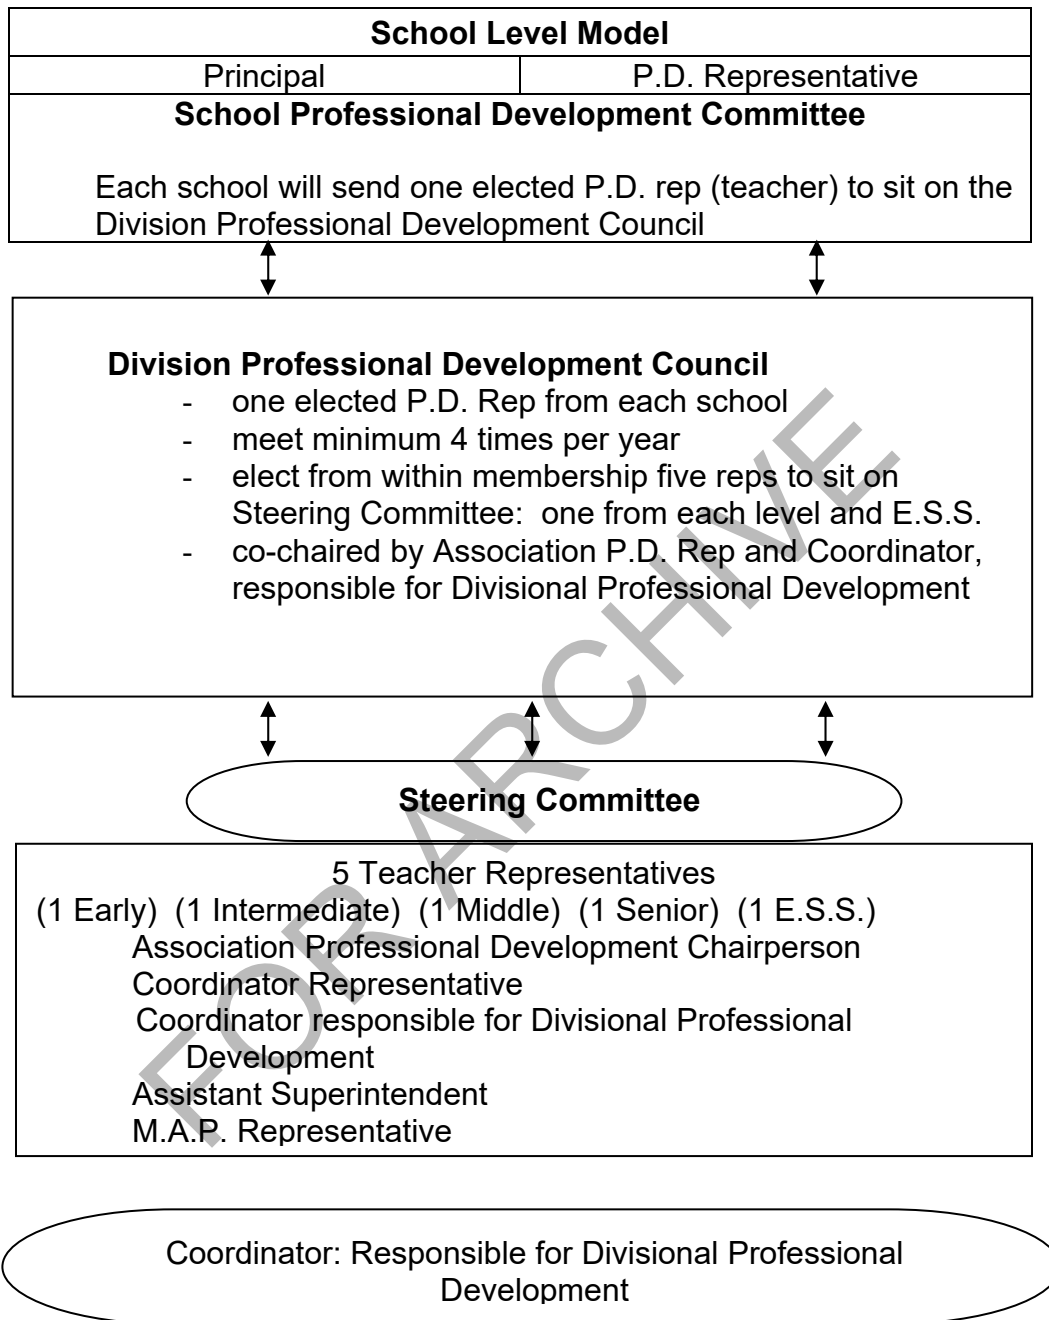 School Level Model
Principal P.D. Representative
School Professional Development Committee
Each school will send one elected P.D. rep (teacher) to sit on the
Division Professional Development Council
Division Professional Development Council
- one elected P.D. Rep from each school
- meet minimum 4 times per year
- elect from within membership five reps to sit on
Steering Committee: one from each level and E.S.S.
- co-chaired by Association P.D. Rep and Coordinator,
responsible for Divisional Professional Development
Steering Committee
5 Teacher Representatives
(1 Early) (1 Intermediate) (1 Middle) (1 Senior) (1 E.S.S.)
Association Professional Development Chairperson
Coordinator Representative
Coordinator responsible for Divisional Professional
Development
Assistant Superintendent
M.A.P. Representative
Coordinator: Responsible for Divisional Professional
Development
FOR ARCHIVE